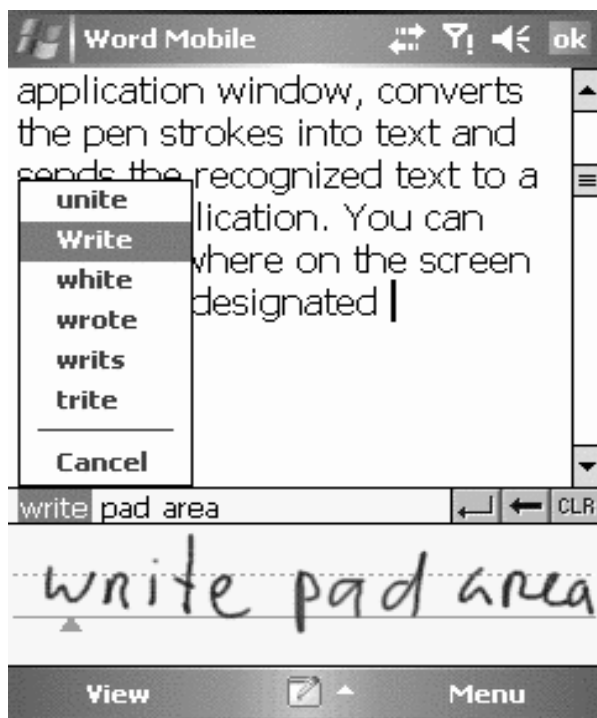 Word Mobile ok
application window, converts
the pen strokes into text and
sends the recognized text to a
unite
lication. You can
Write
where on the screen
white
designated
wrote
writs
trite
Cancel
write pad area CLR
write pad area
View Menu